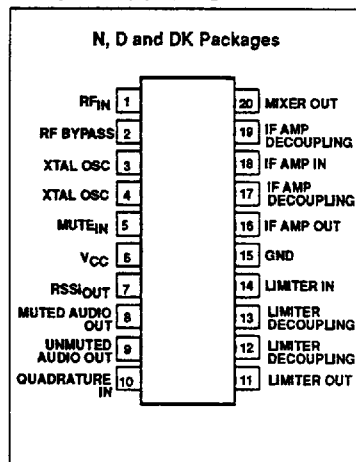 N, D and DK Packages
RFIN 1
RF BYPASS 2
XTAL OSC 3
XTAL OSC 4
MUTEIN 5
VCC 6
RSSIOUT 7
MUTED AUDIO
OUT 8
UNMUTED
AUDIO OUT 9
QUADRATURE
IN 10
20 MIXER OUT
19 IF AMP
DECOUPLING
18 IF AMP IN
17 IF AMP
DECOUPLING
16 IF AMP OUT
15 GND
14 LIMITER IN
13 LIMITER
DECOUPLING
12 LIMITER
DECOUPLING
11 LIMITER OUT